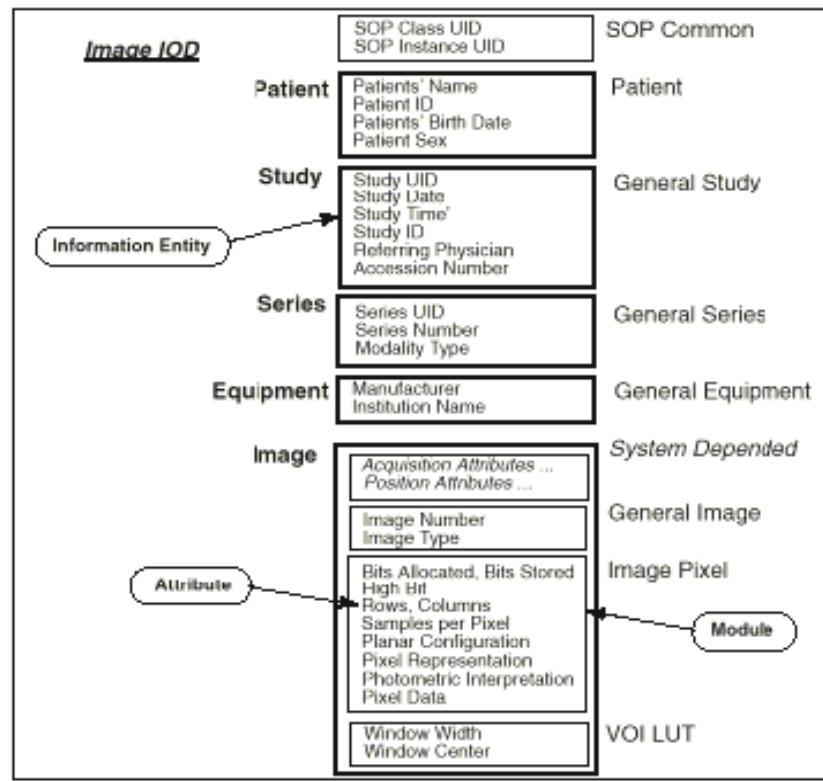 Image IOD
SOP Class UID
SOP Instance UID
SOP Common
Patient
Patients' Name
Patient ID
Patients' Birth Date
Patient Sex
Patient
Study
Study UID
Study Date
Study Time'
Study ID
Referring Physician
Accession Number
General Study
Information Entity
Series
Series UID
Series Number
Modality Type
General Series
Equipment
Manufacturer
Institution Name
General Equipment
Image
Acquisition Attributes ...
Position Attributes ...
System Depended
Image Number
Image Type
General Image
Attribute
Bits Allocated, Bits Stored
High Bit
Rows, Columns
Samples per Pixel
Planar Configuration
Pixel Representation
Photometric Interpretation
Pixel Data
Image Pixel
Module
Window Width
Window Center
VOI LUT